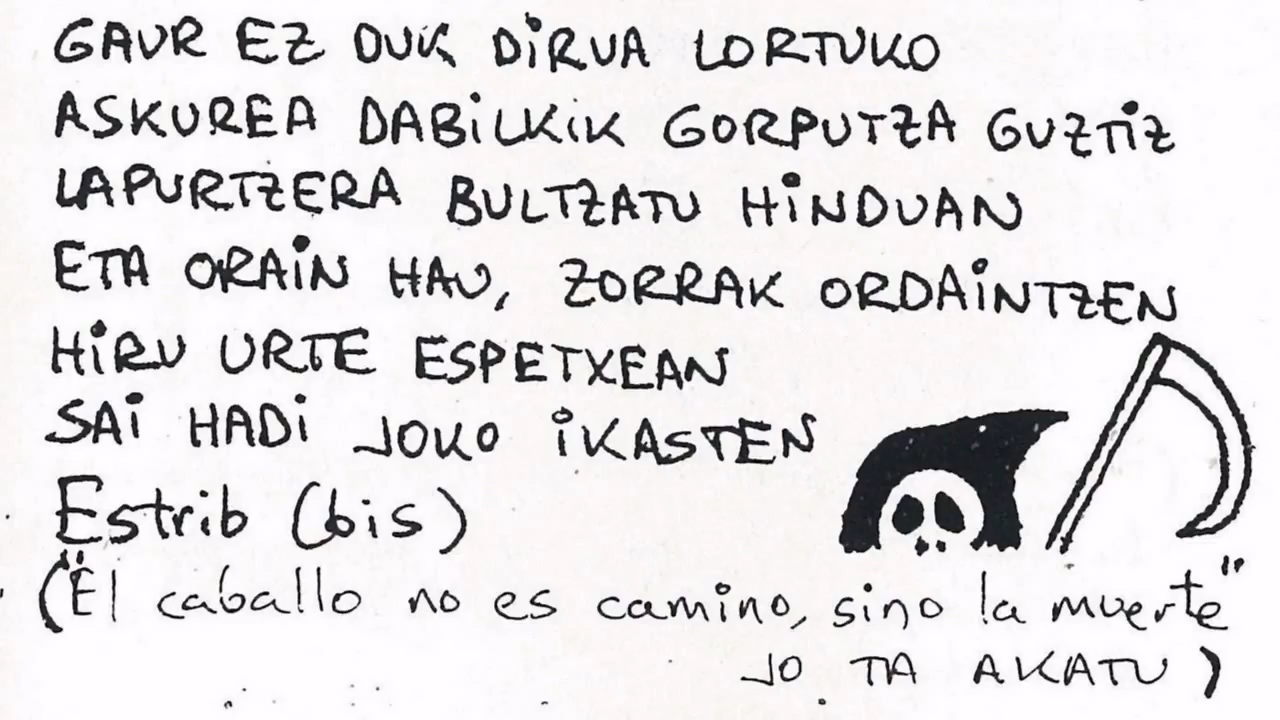 GAUR EZ DUK DiRUA LORTUKO
ASKUREA DABiLKiK GORPUTZA GUZTiZ
LAPURTZERA BULTZATU HiNDUAN
ETA ORAiN HAU, ZORRAK ORDAiNTZEN
HiRU URTE ESPETXEAN
SAi HADi JOKO iKASTEN
Estrib (bis)
("El caballo no es camino, sino la muerte"
JO TA AKATU)